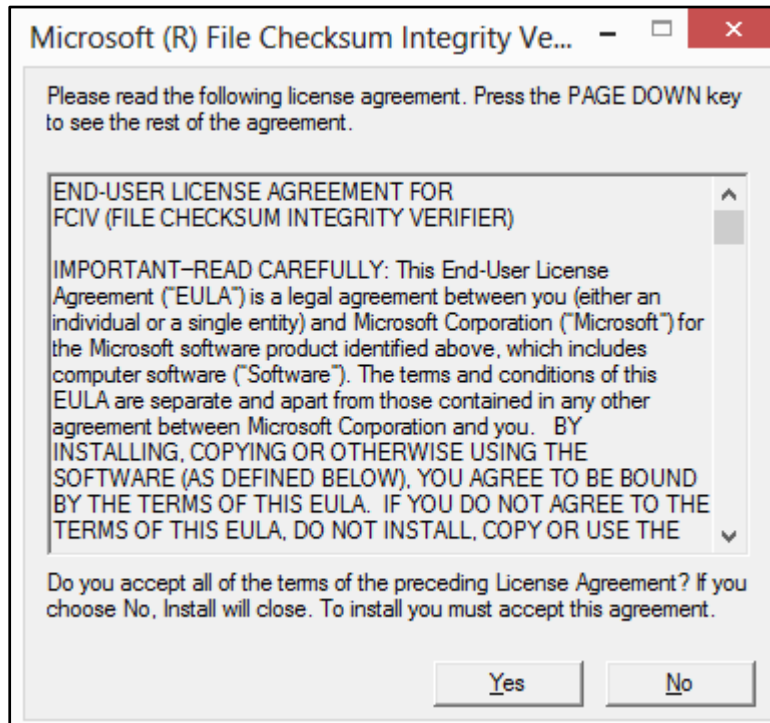 Microsoft (R) File Checksum Integrity Ve...
Please read the following license agreement. Press the PAGE DOWN key
to see the rest of the agreement.
END-USER LICENSE AGREEMENT FOR
FCIV (FILE CHECKSUM INTEGRITY VERIFIER)
IMPORTANT–READ CAREFULLY: This End-User License
Agreement ("EULA") is a legal agreement between you (either an
individual or a single entity) and Microsoft Corporation ("Microsoft") for
the Microsoft software product identified above, which includes
computer software ("Software"). The terms and conditions of this
EULA are separate and apart from those contained in any other
agreement between Microsoft Corporation and you.   BY
INSTALLING, COPYING OR OTHERWISE USING THE
SOFTWARE (AS DEFINED BELOW), YOU AGREE TO BE BOUND
BY THE TERMS OF THIS EULA.  IF YOU DO NOT AGREE TO THE
TERMS OF THIS EULA, DO NOT INSTALL, COPY OR USE THE
Do you accept all of the terms of the preceding License Agreement? If you
choose No, Install will close. To install you must accept this agreement.
Yes No